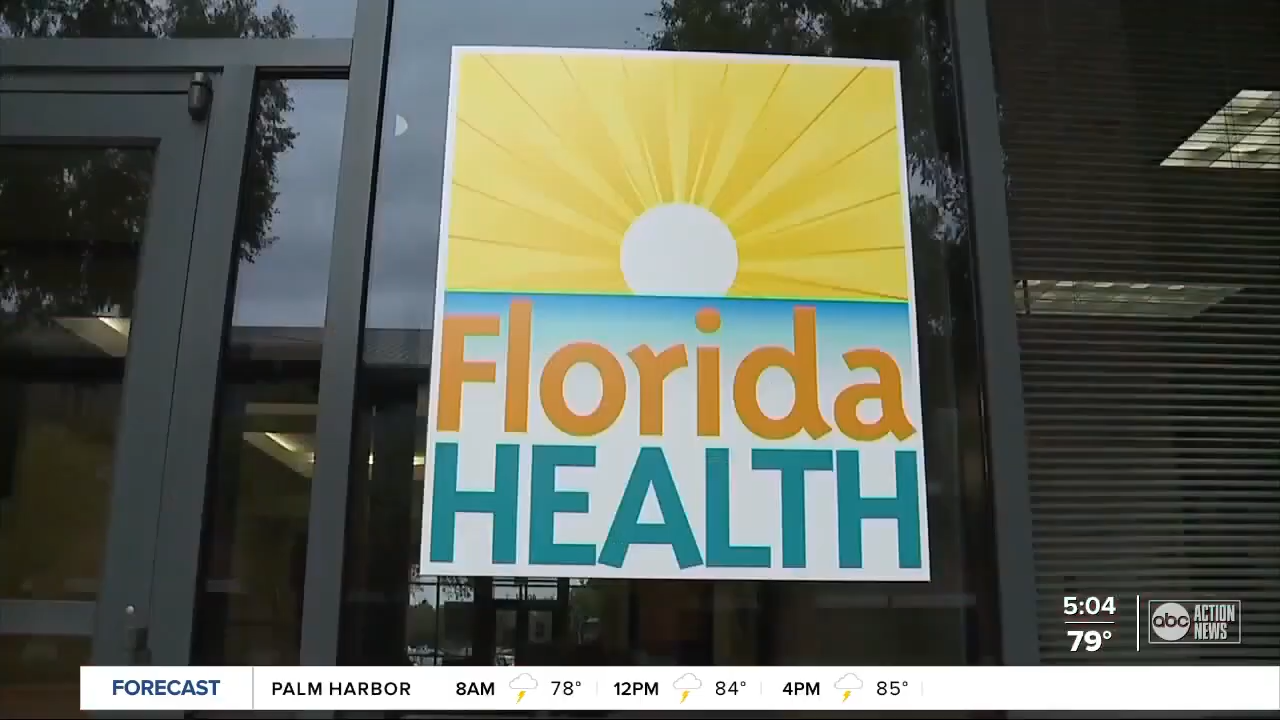 Florida
HEALTH
5:04
79°
abc ACTION NEWS
FORECAST PALM HARBOR 8AM 78° 12PM 84° 4PM 85°